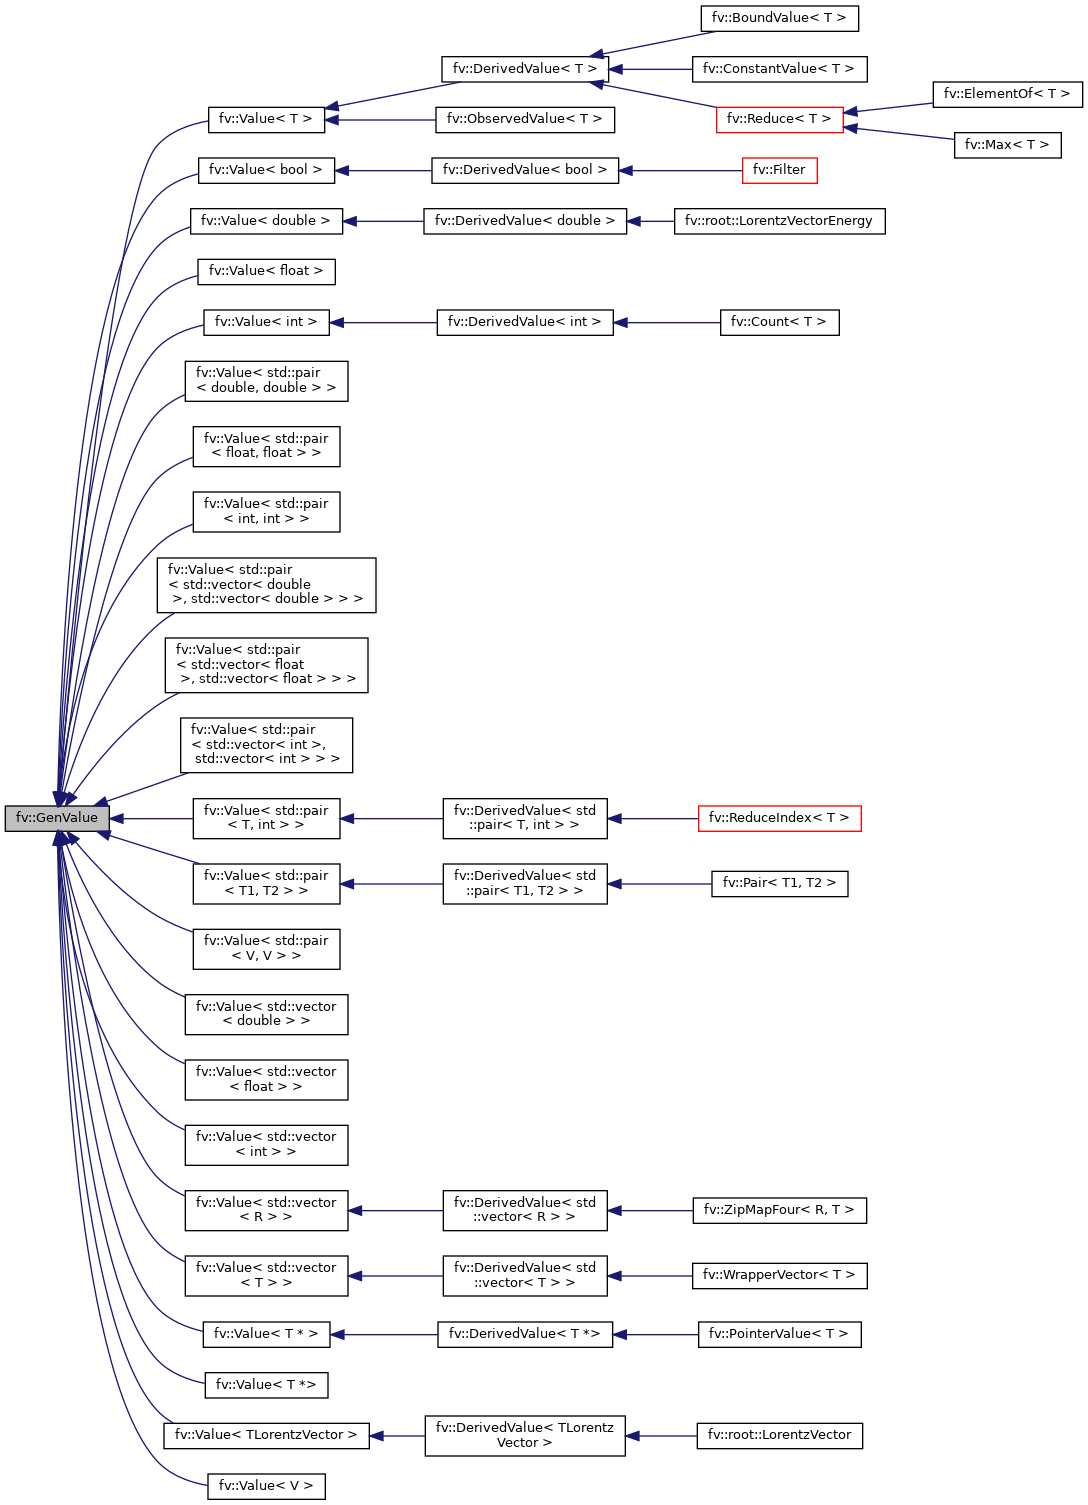 fv::BoundValue< T >
fv::DerivedValue< T >
fv::ConstantValue< T >
fv::ElementOf< T >
fv::Value< T >
fv::ObservedValue< T >
fv::Reduce< T >
fv::Max< T >
fv::Value< bool >
fv::DerivedValue< bool >
fv::Filter
fv::Value< double >
fv::DerivedValue< double >
fv::root::LorentzVectorEnergy
fv::Value< float >
fv::Value< int >
fv::DerivedValue< int >
fv::Count< T >
fv::Value< std::pair
< double, double > >
fv::Value< std::pair
< float, float > >
fv::Value< std::pair
< int, int > >
fv::Value< std::pair
< std::vector< double
>, std::vector< double > > >
fv::Value< std::pair
< std::vector< float
>, std::vector< float > > >
fv::Value< std::pair
< std::vector< int >,
std::vector< int > > >
fv::GenValue
fv::Value< std::pair
< T, int > >
fv::DerivedValue< std
::pair< T, int > >
fv::ReduceIndex< T >
fv::Value< std::pair
< T1, T2 > >
fv::DerivedValue< std
::pair< T1, T2 > >
fv::Pair< T1, T2 >
fv::Value< std::pair
< V, V > >
fv::Value< std::vector
< double > >
fv::Value< std::vector
< float > >
fv::Value< std::vector
< int > >
fv::Value< std::vector
< R > >
fv::DerivedValue< std
::vector< R > >
fv::ZipMapFour< R, T >
fv::Value< std::vector
< T > >
fv::DerivedValue< std
::vector< T > >
fv::WrapperVector< T >
fv::Value< T * >
fv::DerivedValue< T *>
fv::PointerValue< T >
fv::Value< T *>
fv::Value< TLorentzVector >
fv::DerivedValue< TLorentz
Vector >
fv::root::LorentzVector
fv::Value< V >